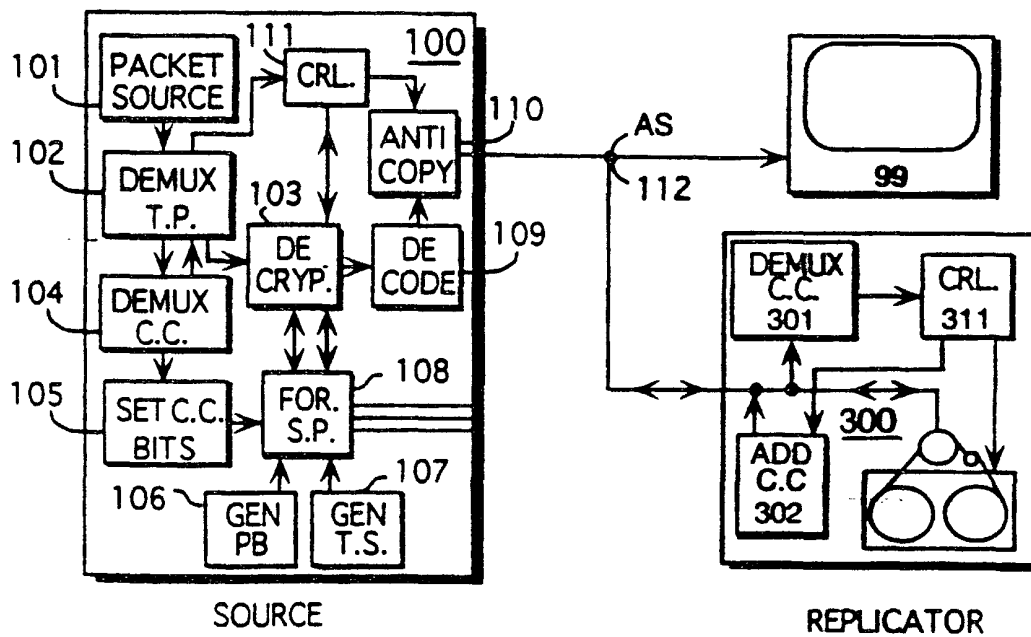 111
100
101
PACKET
SOURCE
CRL.
110
AS
102
ANTI
COPY
DEMUX
T.P.
112
99
103
DE
CRYP.
DE
CODE
109
104
DEMUX
C.C.
DEMUX
C.C.
301
CRL.
311
105
SET C.C.
BITS
FOR.
S.P.
108
300
ADD
C.C
302
106
GEN
PB
107
GEN
T.S.
SOURCE
REPLICATOR